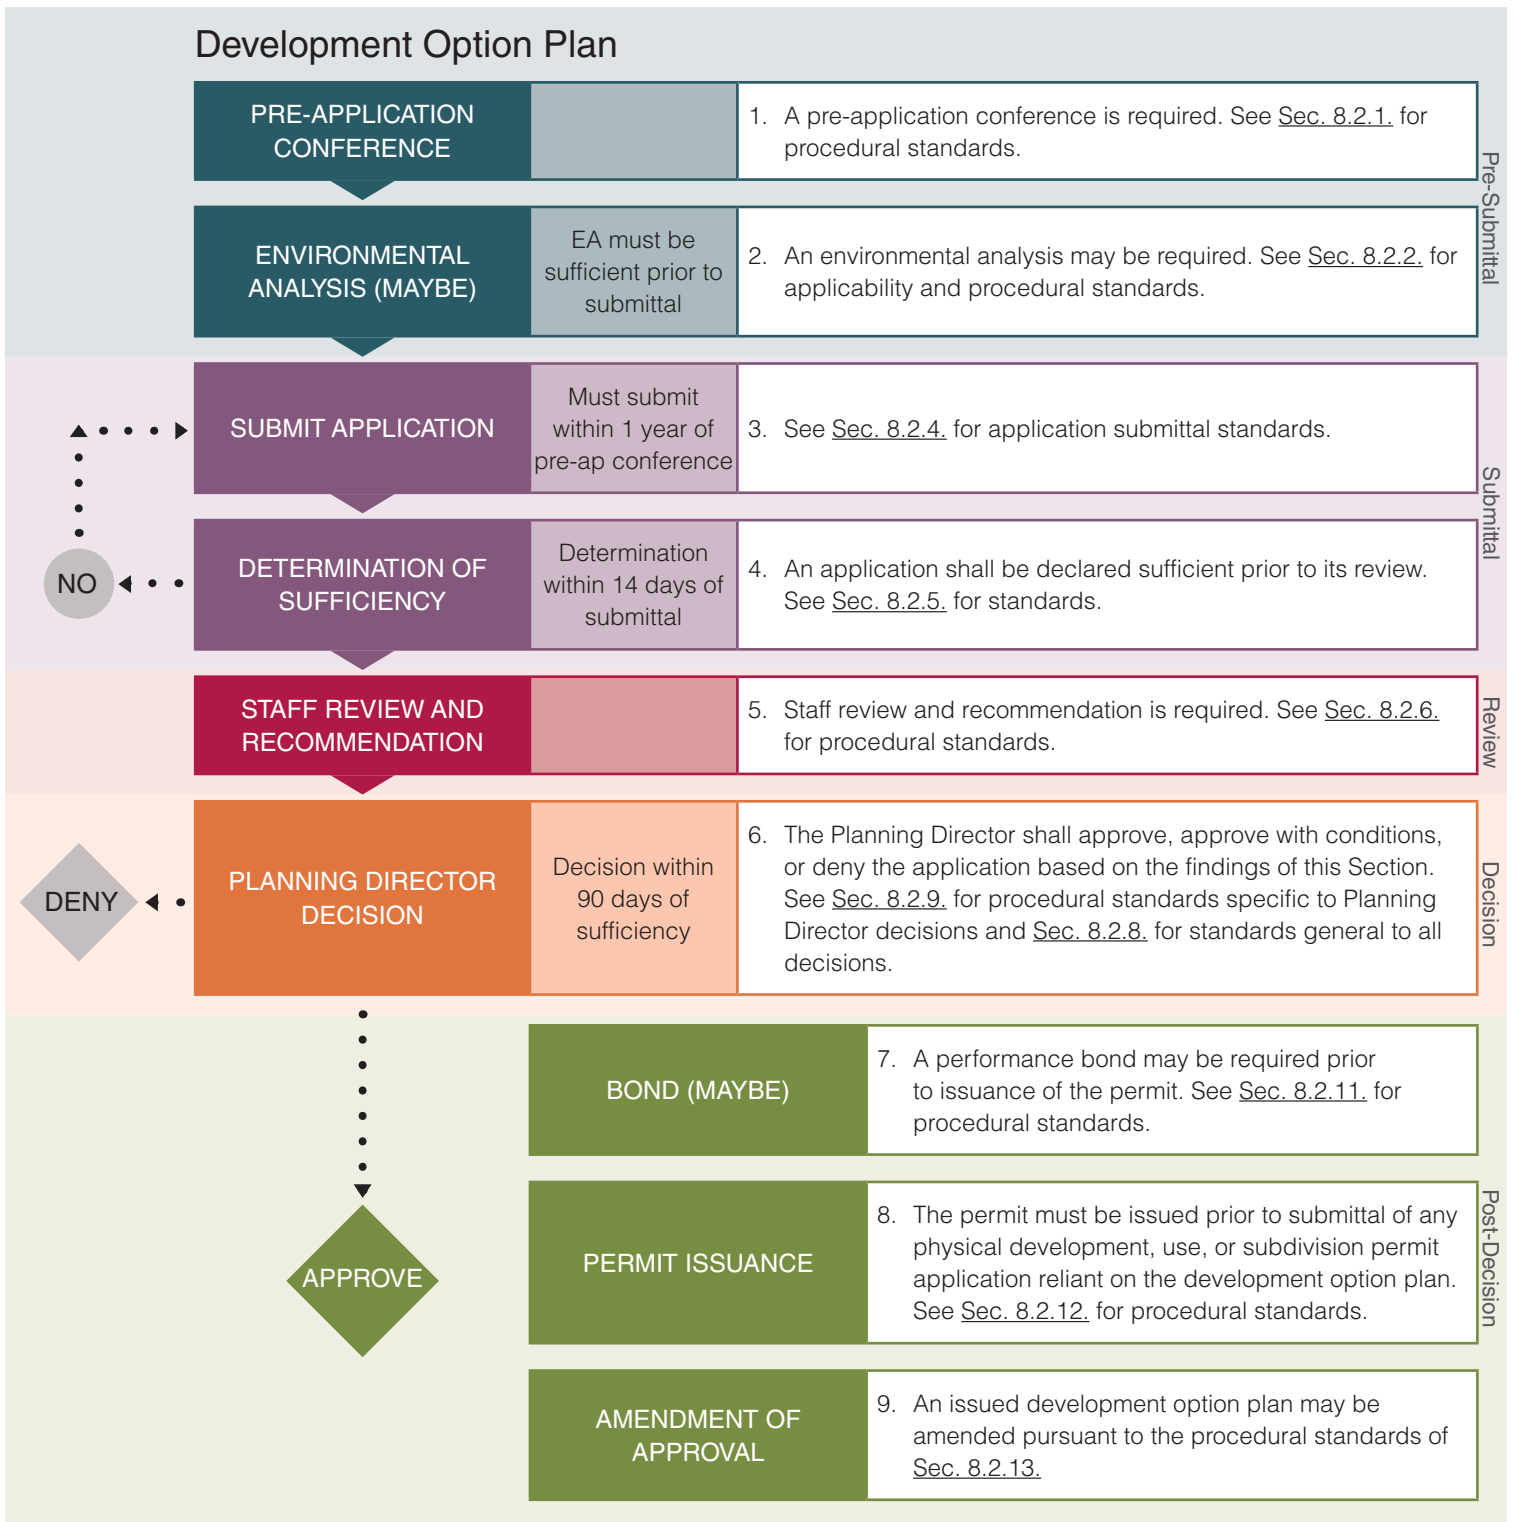 Development Option Plan
PRE-APPLICATION
CONFERENCE
1. A pre-application conference is required. See Sec. 8.2.1. for
procedural standards.
Pre-Submittal
ENVIRONMENTAL
ANALYSIS (MAYBE)
EA must be
sufficient prior to
submittal
2. An environmental analysis may be required. See Sec. 8.2.2. for
applicability and procedural standards.
SUBMIT APPLICATION
Must submit
within 1 year of
pre-ap conference
3. See Sec. 8.2.4. for application submittal standards.
Submittal
NO
DETERMINATION OF
SUFFICIENCY
Determination
within 14 days of
submittal
4. An application shall be declared sufficient prior to its review.
See Sec. 8.2.5. for standards.
STAFF REVIEW AND
RECOMMENDATION
5. Staff review and recommendation is required. See Sec. 8.2.6.
for procedural standards.
Review
DENY
PLANNING DIRECTOR
DECISION
Decision within
90 days of
sufficiency
6. The Planning Director shall approve, approve with conditions,
or deny the application based on the findings of this Section.
See Sec. 8.2.9. for procedural standards specific to Planning
Director decisions and Sec. 8.2.8. for standards general to all
decisions.
Decision
BOND (MAYBE)
7. A performance bond may be required prior
to issuance of the permit. See Sec. 8.2.11. for
procedural standards.
APPROVE
PERMIT ISSUANCE
8. The permit must be issued prior to submittal of any
physical development, use, or subdivision permit
application reliant on the development option plan.
See Sec. 8.2.12. for procedural standards.
Post-Decision
AMENDMENT OF
APPROVAL
9. An issued development option plan may be
amended pursuant to the procedural standards of
Sec. 8.2.13.